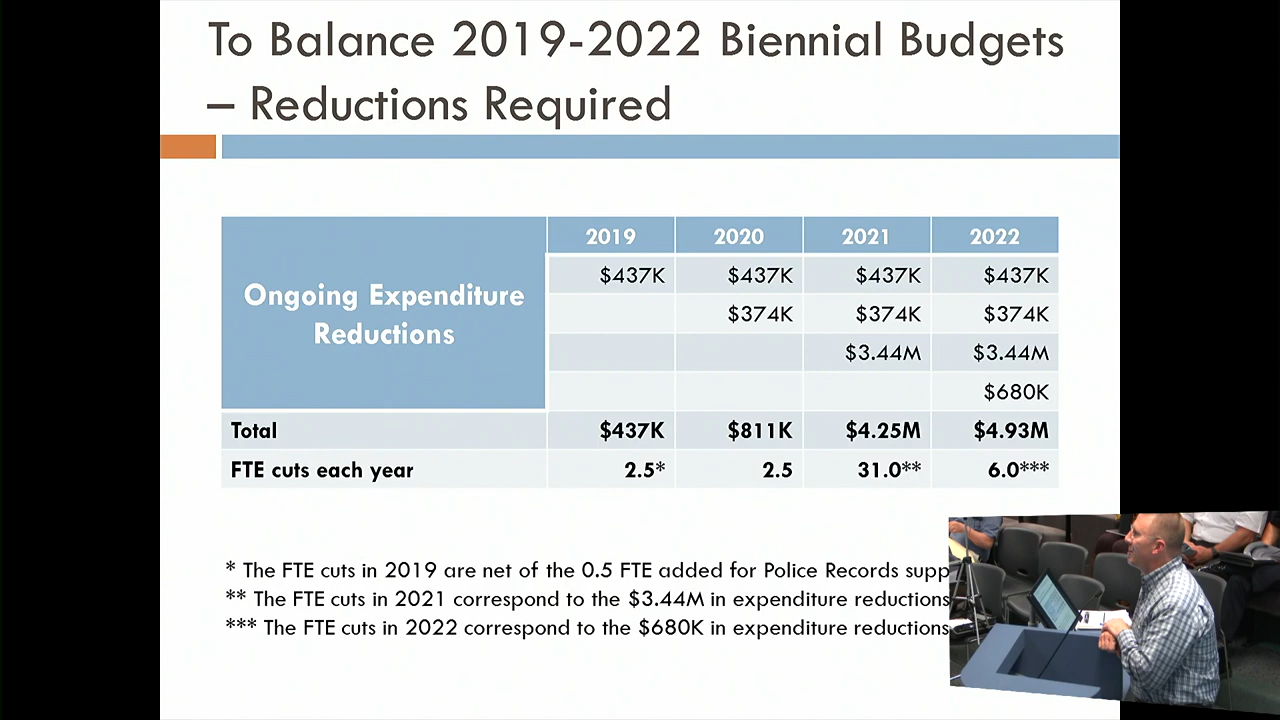 To Balance 2019-2022 Biennial Budgets
– Reductions Required
2019 2020 2021 2022
Ongoing Expenditure
Reductions
$437K $437K $437K $437K
$374K $374K $374K
$3.44M $3.44M
$680K
Total $437K $811K $4.25M $4.93M
FTE cuts each year 2.5* 2.5 31.0** 6.0***
* The FTE cuts in 2019 are net of the 0.5 FTE added for Police Records supp
** The FTE cuts in 2021 correspond to the $3.44M in expenditure reductions
*** The FTE cuts in 2022 correspond to the $680K in expenditure reductions